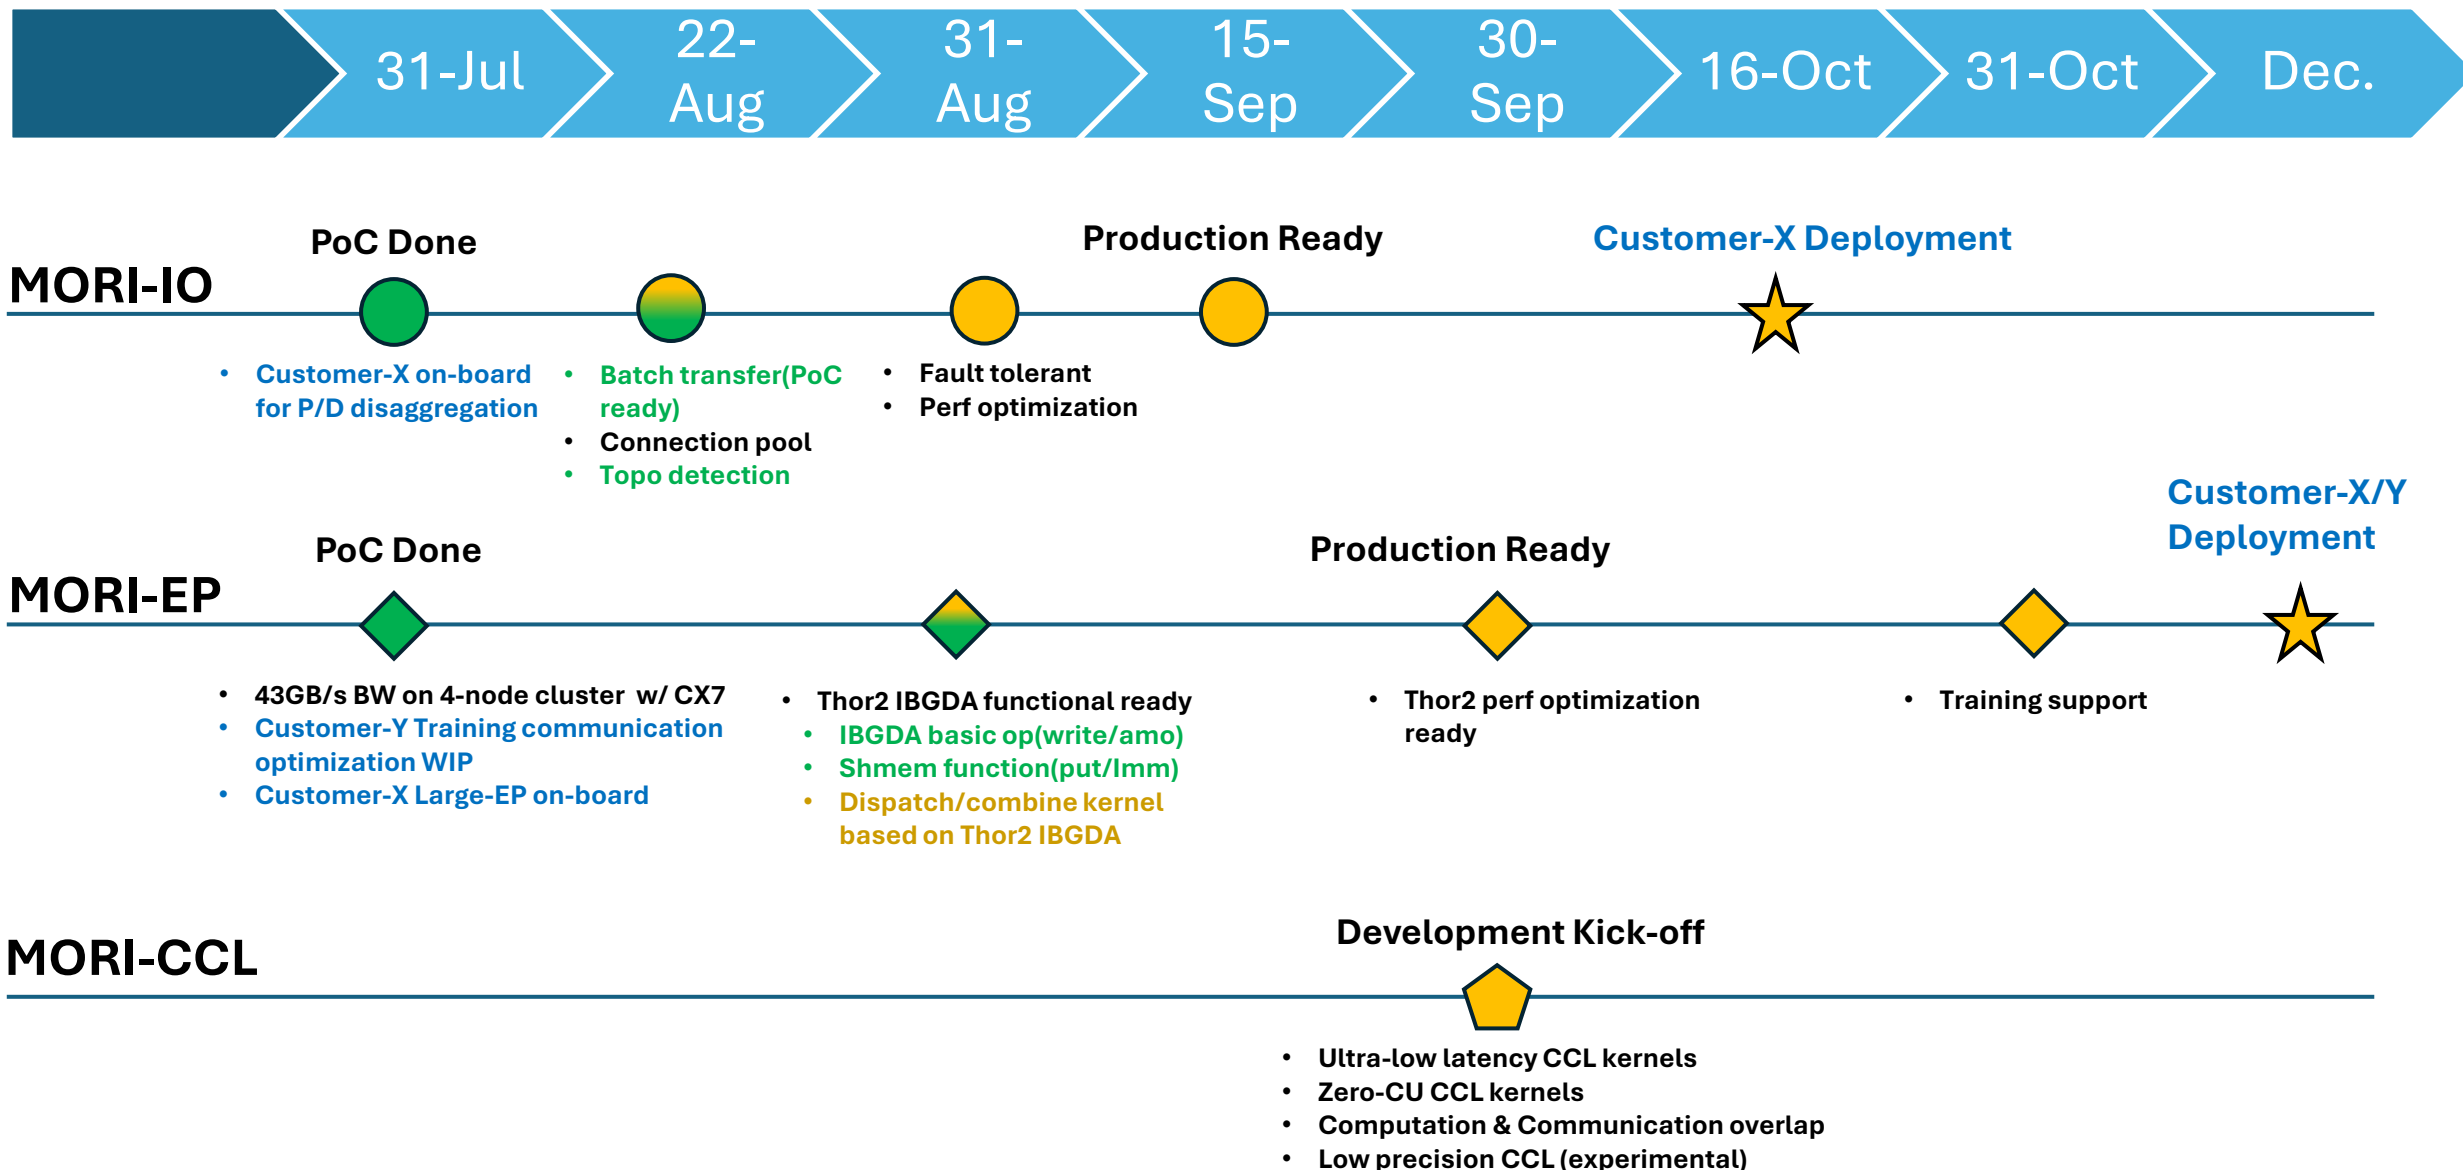 31-Jul
22-
Aug
31-
Aug
15-
Sep
30-
Sep
16-Oct
31-Oct
Dec.
MORI-IO
PoC Done
Production Ready
Customer-X Deployment
• Customer-X on-board
for P/D disaggregation
• Batch transfer(PoC
ready)
• Connection pool
• Topo detection
• Fault tolerant
• Perf optimization
MORI-EP
PoC Done
Production Ready
Customer-X/Y
Deployment
• 43GB/s BW on 4-node cluster w/ CX7
• Customer-Y Training communication
optimization WIP
• Customer-X Large-EP on-board
• Thor2 IBGDA functional ready
• IBGDA basic op(write/amo)
• Shmem function(put/Imm)
• Dispatch/combine kernel
based on Thor2 IBGDA
• Thor2 perf optimization
ready
• Training support
MORI-CCL
Development Kick-off
• Ultra-low latency CCL kernels
• Zero-CU CCL kernels
• Computation & Communication overlap
• Low precision CCL (experimental)